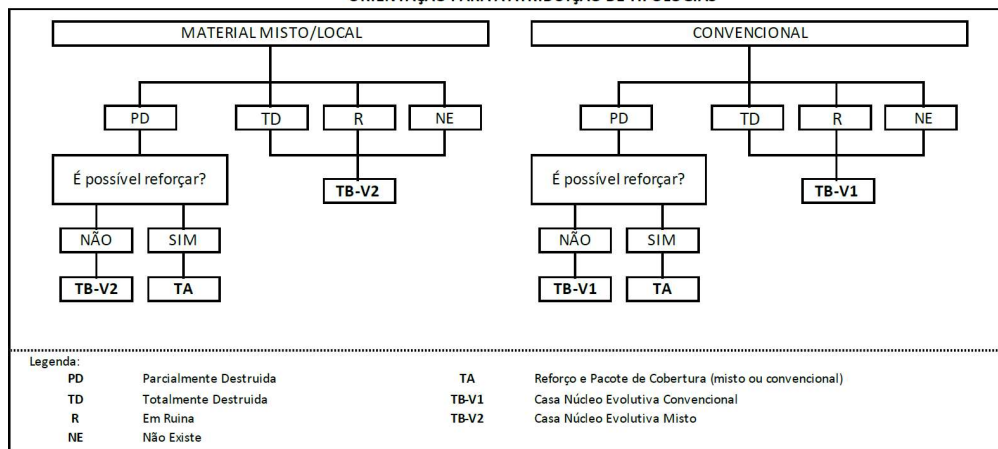 MATERIAL MISTO/LOCAL
CONVENCIONAL
PD
TD
R
NE
PD
TD
R
NE
É possível reforçar?
TB-V2
É possível reforçar?
TB-V1
NÃO
SIM
NÃO
SIM
TB-V2
TA
TB-V1
TA
Legenda:
PD Parcialmente Destruida
TA Reforço e Pacote de Cobertura (misto ou convencional)
TD Totalmente Destruida
TB-V1 Casa Núcleo Evolutiva Convencional
R Em Ruina
TB-V2 Casa Núcleo Evolutiva Misto
NE Não Existe